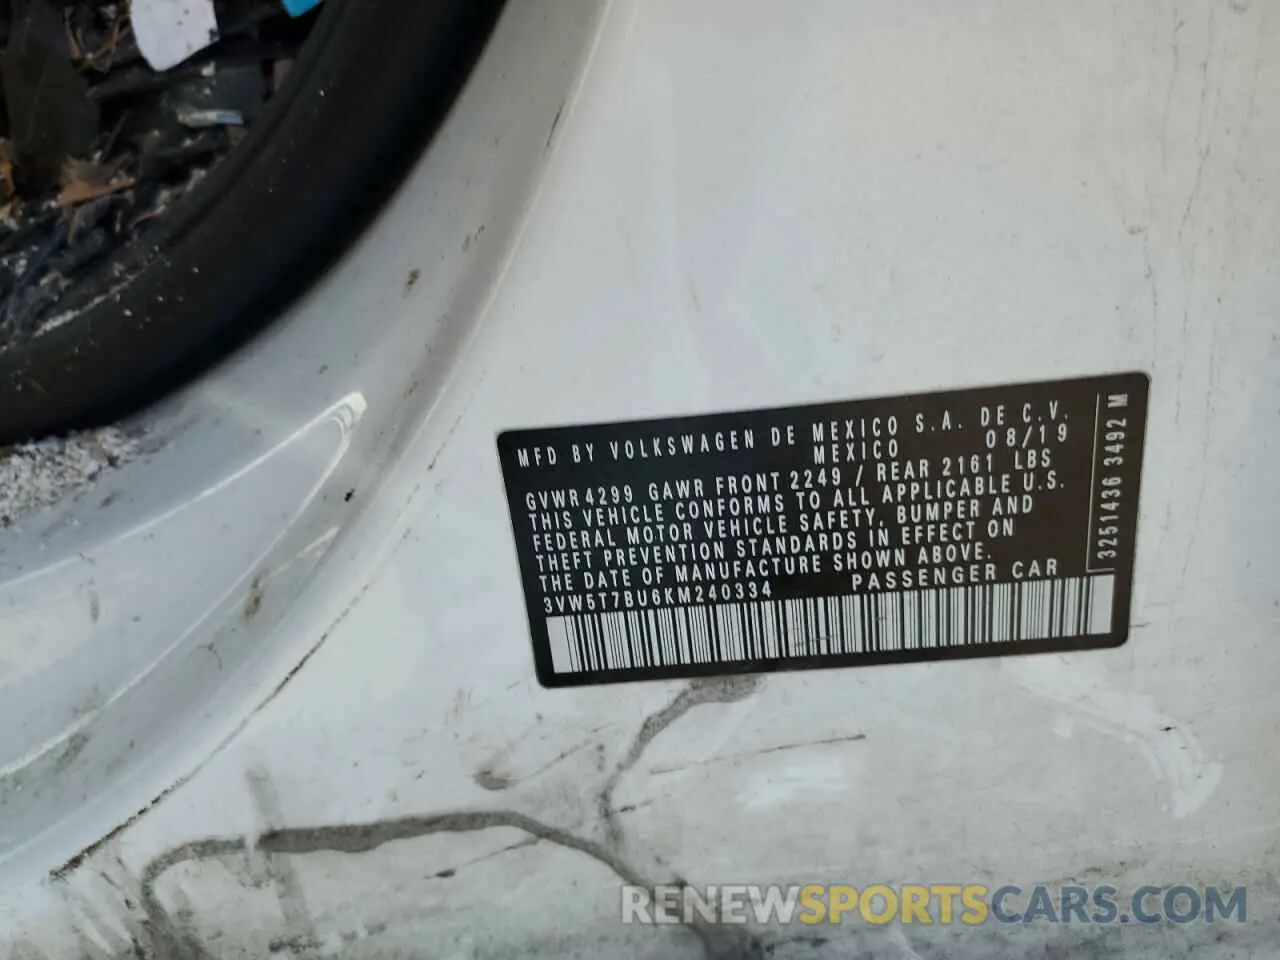 MFD BY VOLKSWAGEN DE MEXICO S.A. DE C.V.
MEXICO 08/19
GVWR 4299 GAWR FRONT 2249 / REAR 2161 LBS
THIS VEHICLE CONFORMS TO ALL APPLICABLE U.S.
FEDERAL MOTOR VEHICLE SAFETY, BUMPER AND
THEFT PREVENTION STANDARDS IN EFFECT ON
THE DATE OF MANUFACTURE SHOWN ABOVE.
3VW5T7BU6KM240334 PASSENGER CAR
3251436 3492 M
RENEWSPORTSCARS.COM